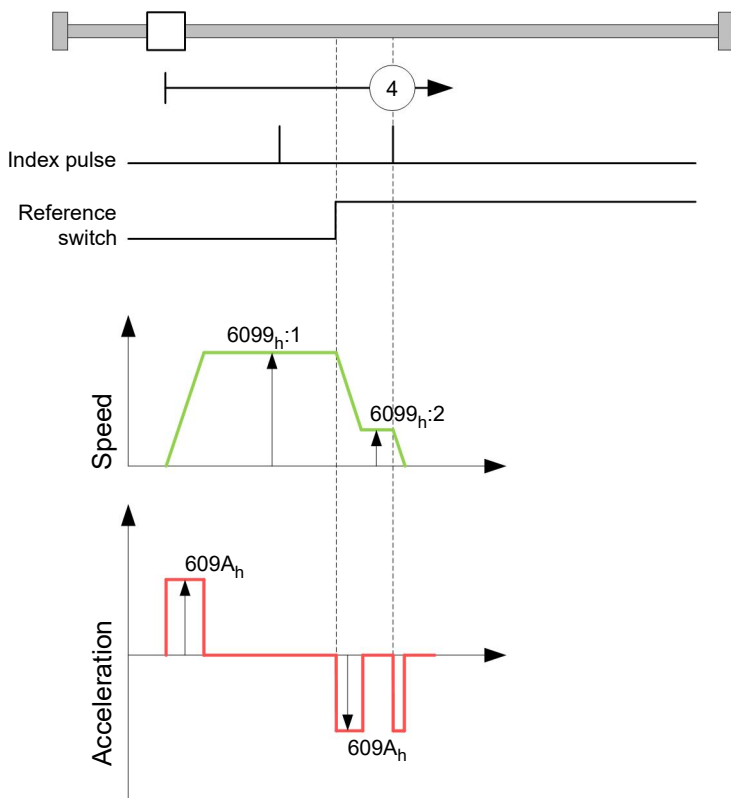 4
Index pulse
Reference
switch
6099h:1
6099h:2
Speed
609Ah
609Ah
Acceleration